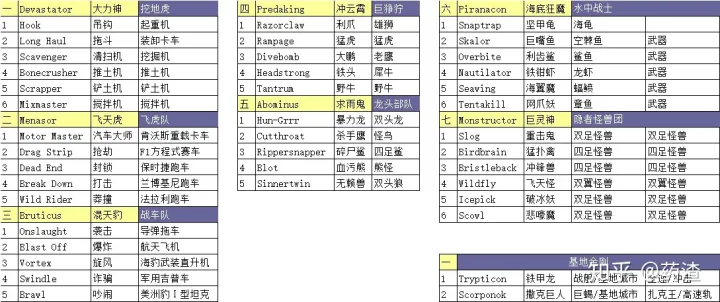 一 Devastator 大力神 挖地虎
1 Hook 吊钩 起重机
2 Long Haul 拖斗 装卸卡车
3 Scavenger 清扫机 挖掘机
4 Bonecrusher 推土机 推土机
5 Scrapper 铲土机 铲土机
6 Mixmaster 搅拌机 搅拌机
二 Menasor 飞天虎 飞虎队
1 Motor Master 汽车大师 肯沃斯重载卡车
2 Drag Strip 抢劫 F1方程式赛车
3 Dead End 封锁 保时捷跑车
4 Break Down 打击 兰博基尼跑车
5 Wild Rider 莽撞 法拉利跑车
三 Bruticus 混天豹 战车队
1 Onslaught 袭击 导弹拖车
2 Blast Off 爆炸 航天飞机
3 Vortex 旋风 海豹武装直升机
4 Swindle 诈骗 军用吉普车
5 Brawl 吵闹 美洲豹Ⅰ型坦克
四 Predaking 冲云霄 巨狰狞
1 Razorclaw 利爪 雄狮
2 Rampage 猛虎 猛虎
3 Divebomb 大鹏 老鹰
4 Headstrong 铁头 犀牛
5 Tantrum 野牛 野牛
五 Abominus 求雨鬼 龙头部队
1 Hun-Grrr 暴力龙 双头龙
2 Cutthroat 杀手鹰 怪鸟
3 Rippersnapper 碎尸鲨 四足鲨
4 Blot 血污熊 熊怪
5 Sinnertwin 无赖兽 双头狼
六 Piranacon 海底狂魔 水中战士
1 Snaptrap 坚甲龟 海龟
2 Skalor 巨嘴鱼 空棘鱼 武器
3 Overbite 利齿鲨 鲨鱼 武器
4 Nautilator 铁钳虾 龙虾 武器
5 Seaving 海翼魔 蝠鲼 武器
6 Tentakill 网爪妖 章鱼 武器
七 Monstructor 巨灵神 隐者怪兽团
1 Slog 重击鬼 双足怪兽 双足怪兽
2 Birdbrain 猛扑禽 四足怪兽 双足怪兽
3 Bristleback 冲锋兽 四足怪兽 双足怪兽
4 Wildfly 飞天怪 双翼怪兽 双翼怪兽
5 Icepick 破冰妖 双足怪兽 双翼怪兽
6 Scowl 悲嚎魔 双足怪兽 双足怪兽
一 基地金刚
1 Trypticon 铁甲龙 战舰/基地城市
2 Scorponok 撒克巨人 巨蝎/基地城市 扎克王/高速轨
知乎 @药渣